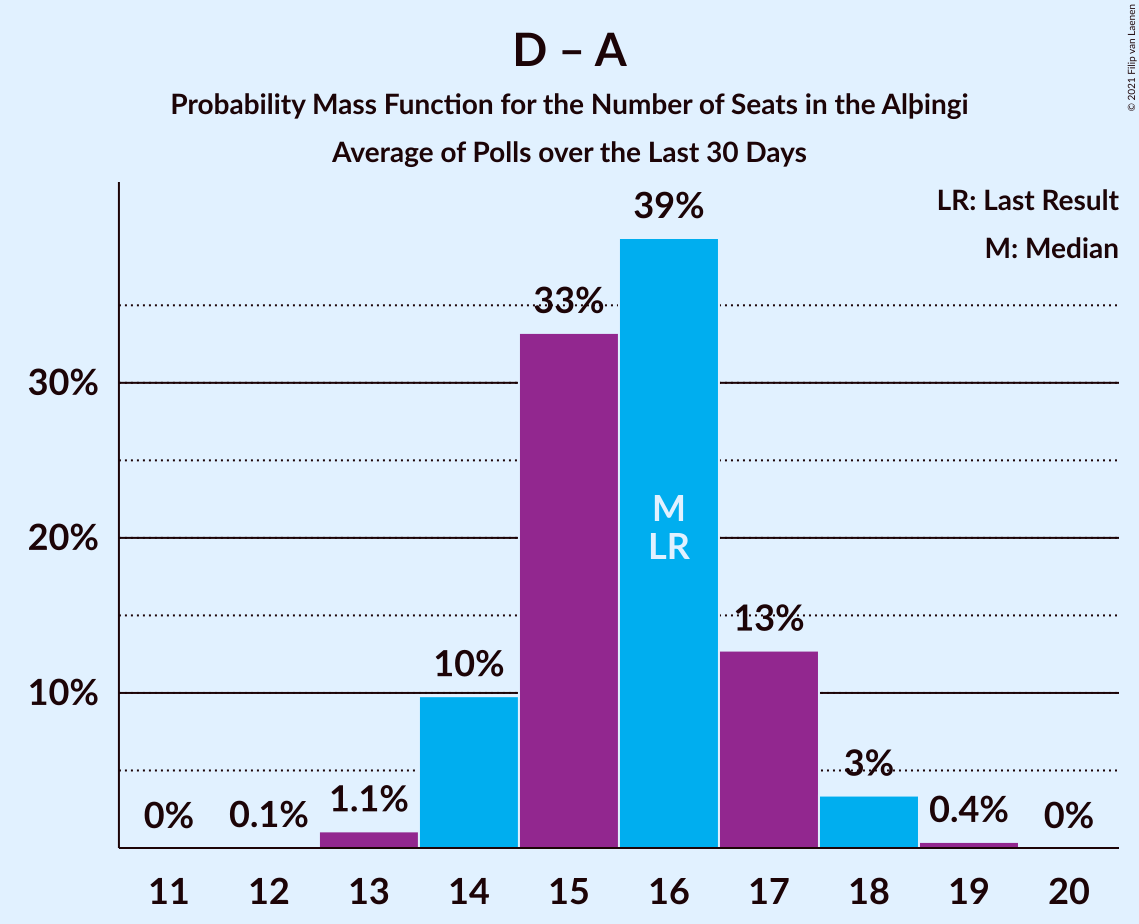 D – A
Probability Mass Function for the Number of Seats in the Alþingi
Average of Polls over the Last 30 Days
© 2021 Filip van Laenen
LR: Last Result
M: Median
39%
33%
30%
M
LR
20%
13%
10%
10%
3%
1.1%
0.4%
0%
0.1%
0%
11 12 13 14 15 16 17 18 19 20